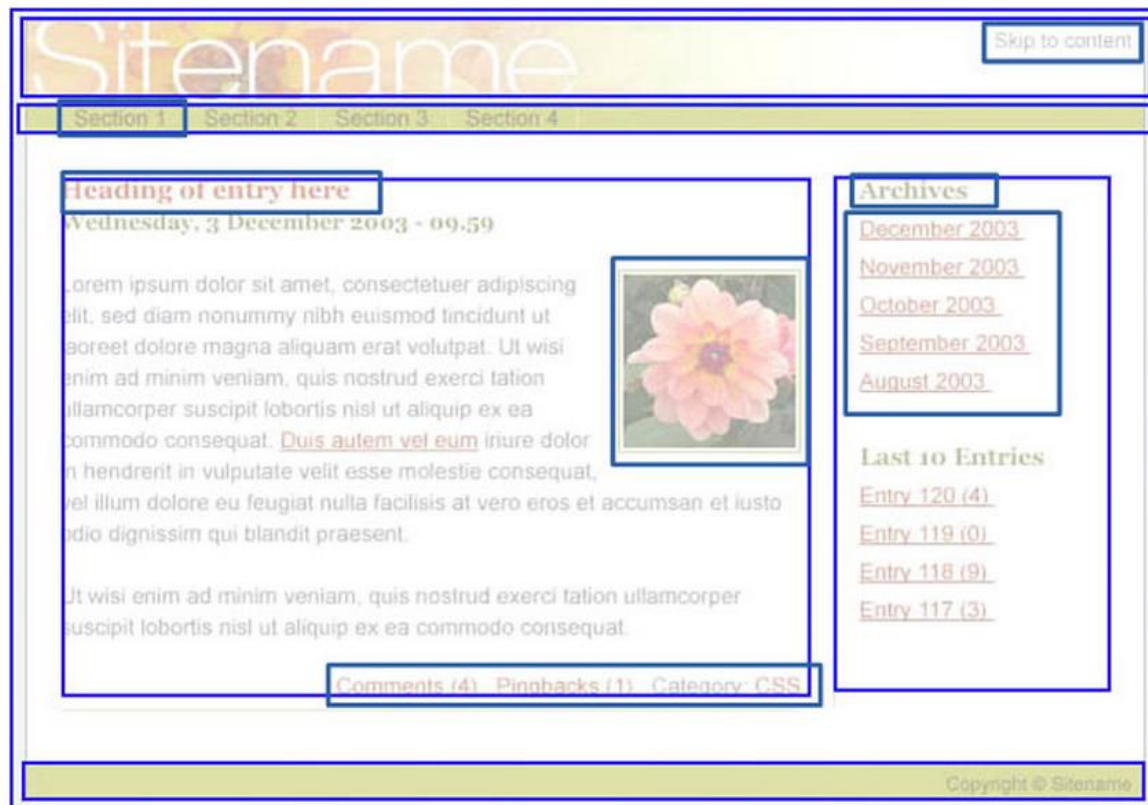 Sitename
Skip to content
Section 1 Section 2 Section 3 Section 4
Heading of entry here
Wednesday, 3 December 2003 - 09.59
Lorem ipsum dolor sit amet, consectetuer adipiscing
elit, sed diam nonummy nibh euismod tincidunt ut
laoreet dolore magna aliquam erat volutpat. Ut wisi
enim ad minim veniam, quis nostrud exerci tation
ullamcorper suscipit lobortis nisl ut aliquip ex ea
commodo consequat. Duis autem vel eum iriure dolor
in hendrerit in vulputate velit esse molestie consequat,
vel illum dolore eu feugiat nulla facilisis at vero eros et accumsan et iusto
odio dignissim qui blandit praesent.
Ut wisi enim ad minim veniam, quis nostrud exerci tation ullamcorper
suscipit lobortis nisl ut aliquip ex ea commodo consequat.
Comments (4) Pingbacks (1) Category: CSS
Archives
December 2003
November 2003
October 2003
September 2003
August 2003
Last 10 Entries
Entry 120 (4)
Entry 119 (0)
Entry 118 (9)
Entry 117 (3)
Copyright © Sitename